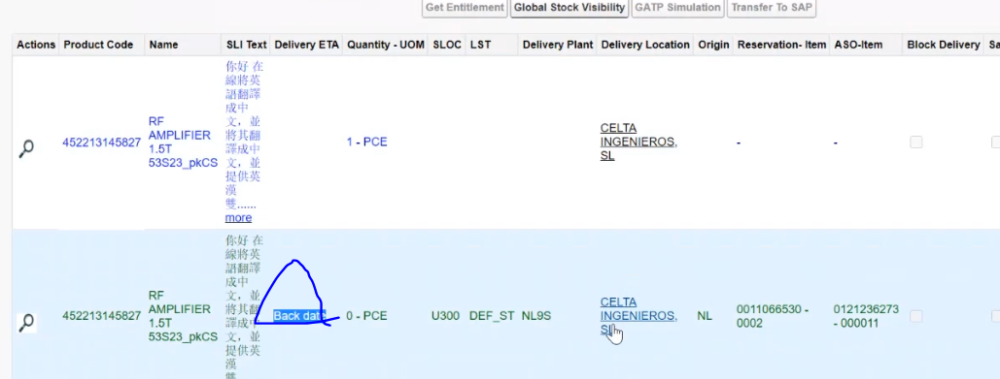 Get Entitlement Global Stock Visibility GATP Simulation Transfer To SAP
Actions Product Code Name SLI Text Delivery ETA Quantity - UOM SLOC LST Delivery Plant Delivery Location Origin Reservation- Item ASO-Item Block Delivery Sa
452213145827
RF
AMPLIFIER
1.5T
53S23_pkCS
你好 在
線將英
語翻譯
成中
文，並
將其翻
譯成中
文，並
提供英
漢
雙......
more
1 - PCE
CELTA
INGENIEROS,
SL
-
-
452213145827
RF
AMPLIFIER
1.5T
53S23_pkCS
你好 在
線將英
語翻譯
成中
文，並
將其翻
譯成中
文，並
提供英
漢
雙
Back date
0 - PCE
U300
DEF_ST
NL9S
CELTA
INGENIEROS,
SL
NL
0011066530 -
0002
0121236273
- 000011